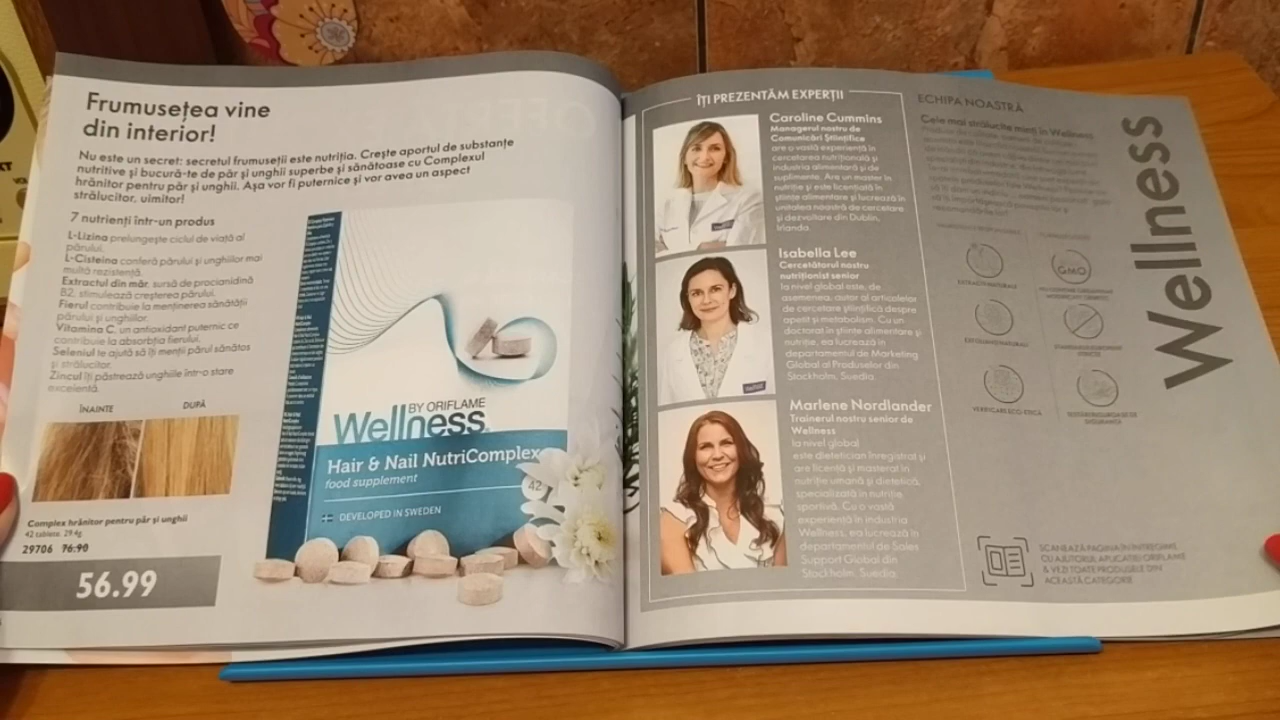 Frumusețea vine
din interior!
Nu este un secret: secretul frumuseții este nutriția. Crește aportul de substanțe
nutritive și bucură-te de păr și unghii superbe și sănătoase cu Complexul
hrănitor pentru păr și unghii. Așa vor fi puternice și vor avea un aspect
strălucitor, uimitor!
7 nutrienți într-un produs
L-Lizina prelungește ciclul de viață al
părului.
L-Cisteina conferă părului și unghiilor mai
multă rezistență.
Extractul din măr, sursă de procianidină
B2, stimulează creșterea părului.
Fierul contribuie la menținerea sănătății
părului și unghiilor.
Vitamina C, un antioxidant puternic ce
contribuie la absorbția fierului.
Seleniul te ajută să îți menții părul sănătos
și strălucitor.
Zincul îți păstrează unghiile într-o stare
excelentă.
ÎNAINTE
DUPĂ
Complex hrănitor pentru păr și unghii
42 tablete. 29.4g
29706 76.90
56.99
Wellness
BY ORIFLAME
Hair & Nail NutriComplex
food supplement
42
DEVELOPED IN SWEDEN
ÎȚI PREZENTĂM EXPERȚII
Caroline Cummins
Managerul nostru de
Comunicări Științifice
are o vastă experiență în
cercetarea nutrițională și
industria alimentară și de
suplimente. Are un master în
nutriție și este licențiată în
științe alimentare și lucrează în
unitatea noastră de cercetare
și dezvoltare din Dublin,
Irlanda.
Isabella Lee
Cercetătorul nostru
nutriționist senior
la nivel global este, de
asemenea, autor al articolelor
de cercetare științifică despre
apetit și metabolism. Cu un
doctorat în științe alimentare și
nutriție, ea lucrează în
departamentul de Marketing
Global al Produselor din
Stockholm, Suedia.
Marlene Nordlander
Trainerul nostru senior de
Wellness
la nivel global
este dietetician înregistrat și
are licență și masterat în
nutriție umană și dietetică,
specializată în nutriție
sportivă. Cu o vastă
experiență în industria
Wellness, ea lucrează în
departamentul de Sales
Support Global din
Stockholm, Suedia.
ECHIPA NOASTRĂ
Cele mai strălucite minți în Wellness
GMO
EXTRACTE NATURALE
VERIFICARE ECO-ETICĂ
SCANEAZĂ PAGINA ÎN ÎNTREGIME,
CU AJUTORUL APLICAȚIEI ORIFLAME
& VEZI TOATE PRODUSELE DIN
ACEASTĂ CATEGORIE
Wellness